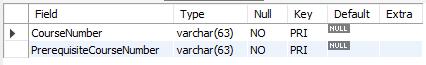 Field Type Null Key Default Extra
CourseNumber varchar(63) NO PRI NULL
PrerequisiteCourseNumber varchar(63) NO PRI NULL